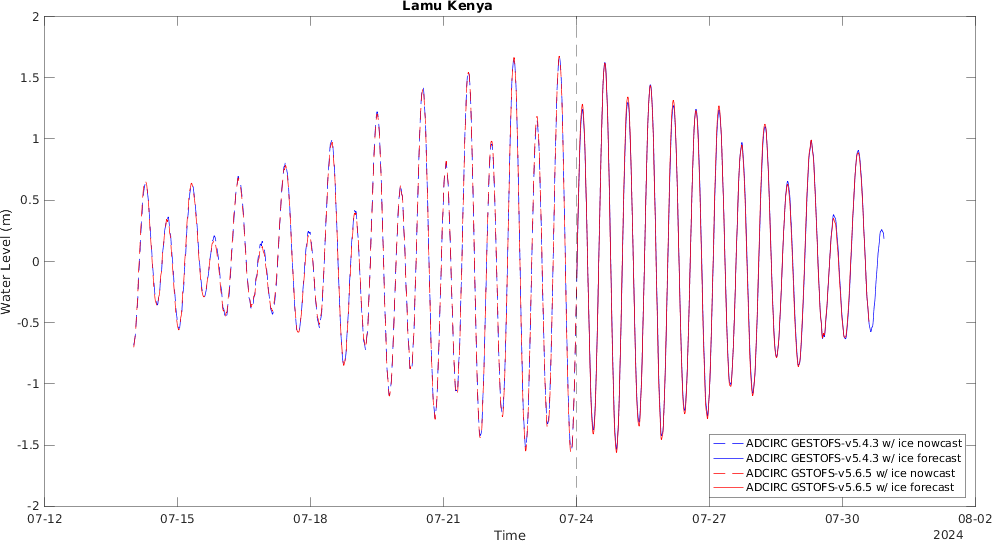 Lamu Kenya
2
1.5
1
0.5
0
-0.5
-1
-1.5
-2
Water Level (m)
07-12 07-15 07-18 07-21 07-24 07-27 07-30 08-02
Time
2024
ADCIRC GESTOFS-v5.4.3 w/ ice nowcast
ADCIRC GESTOFS-v5.4.3 w/ ice forecast
ADCIRC GSTOFS-v5.6.5 w/ ice nowcast
ADCIRC GSTOFS-v5.6.5 w/ ice forecast